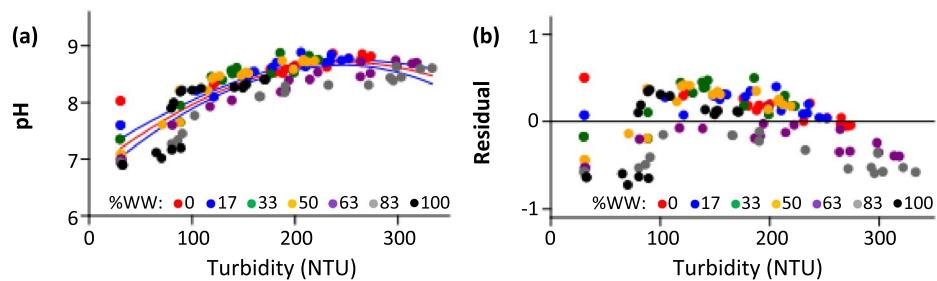 (a)
pH
9
8
7
6
%WW: 0 17 33 50 63 83 100
0 100 200 300
Turbidity (NTU)
(b)
Residual
1
0
-1
%WW: 0 17 33 50 63 83 100
0 100 200 300
Turbidity (NTU)